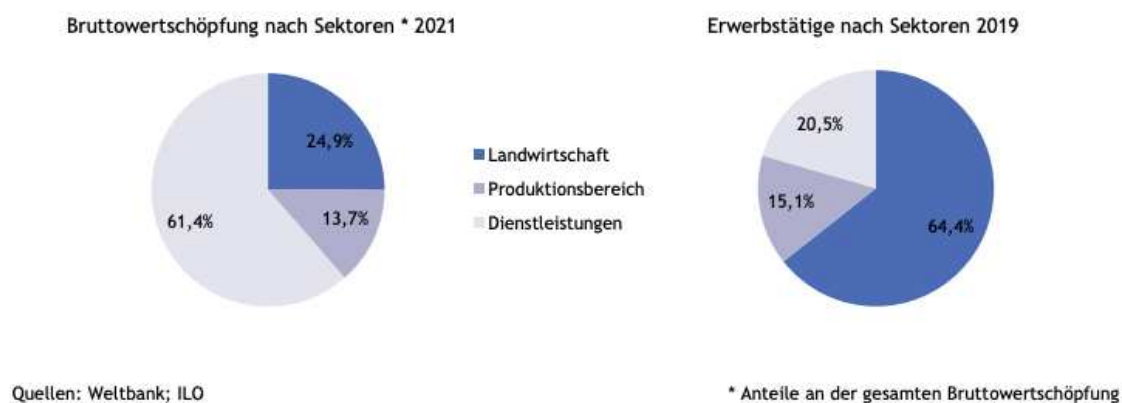 Bruttowertschöpfung nach Sektoren * 2021
24,9%
13,7%
61,4%
Landwirtschaft
Produktionsbereich
Dienstleistungen
Erwerbstätige nach Sektoren 2019
20,5%
15,1%
64,4%
Quellen: Weltbank; ILO
* Anteile an der gesamten Bruttowertschöpfung